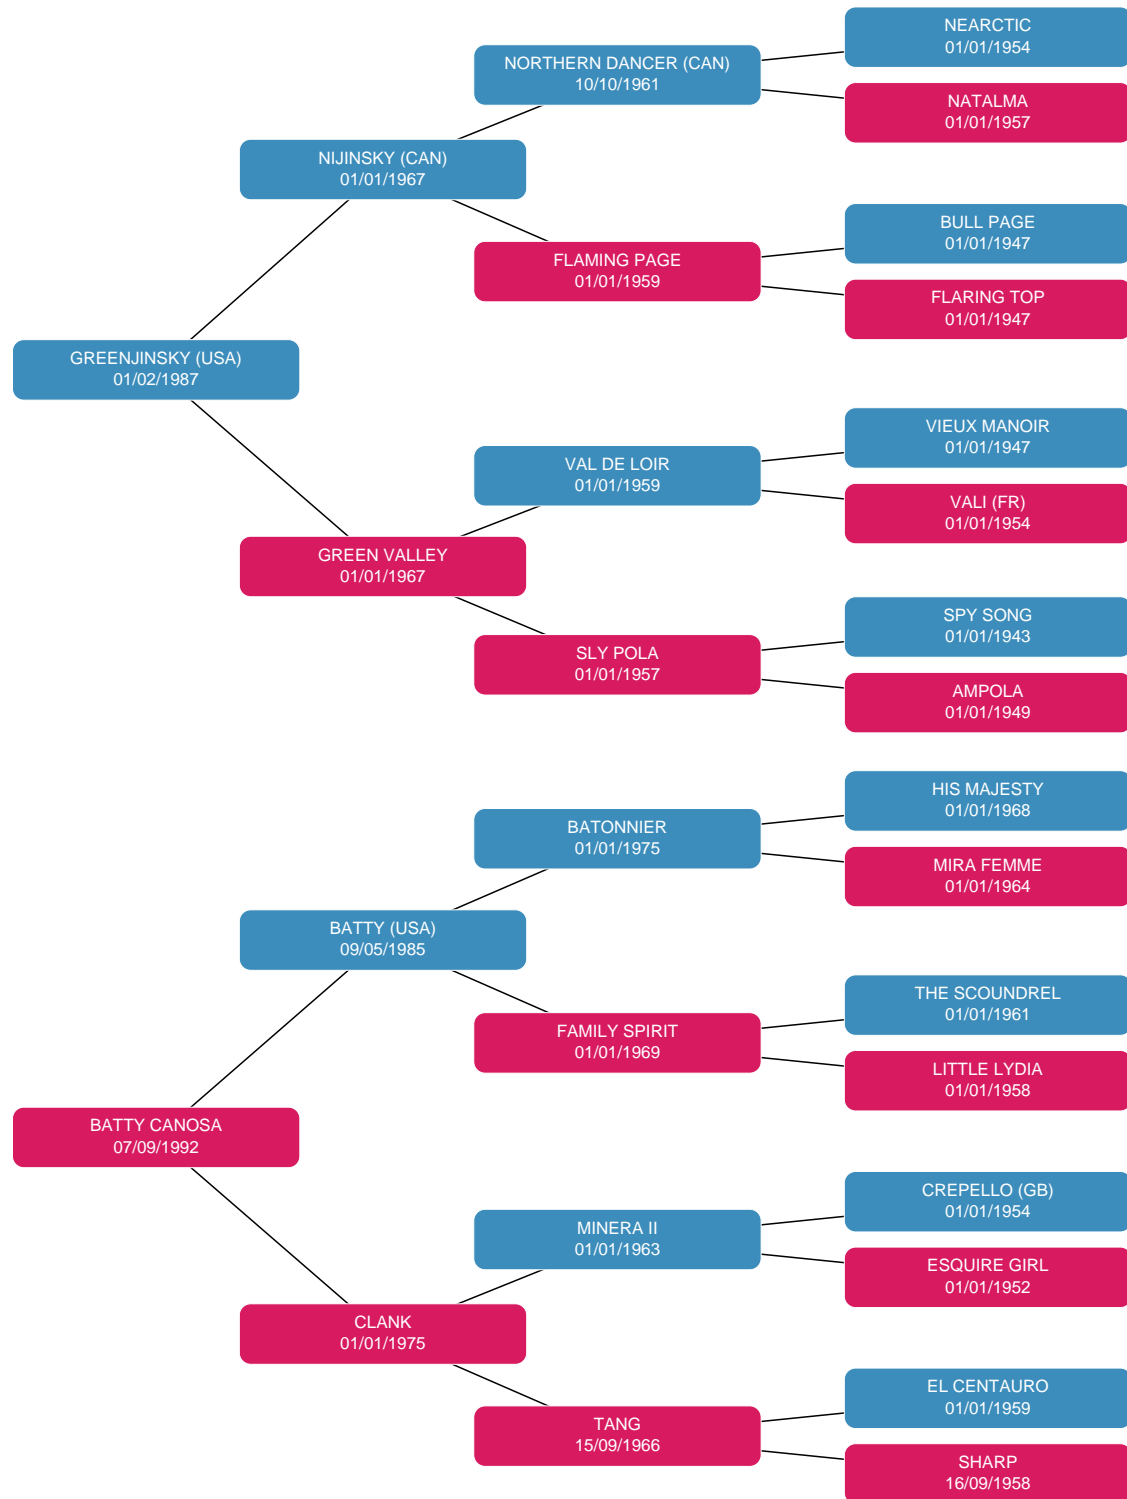 NEARCTIC
01/01/1954
NORTHERN DANCER (CAN)
10/10/1961
NATALMA
01/01/1957
NIJINSKY (CAN)
01/01/1967
BULL PAGE
01/01/1947
FLAMING PAGE
01/01/1959
FLARING TOP
01/01/1947
GREENJINSKY (USA)
01/02/1987
VIEUX MANOIR
01/01/1947
VAL DE LOIR
01/01/1959
VALI (FR)
01/01/1954
GREEN VALLEY
01/01/1967
SPY SONG
01/01/1943
SLY POLA
01/01/1957
AMPOLA
01/01/1949
HIS MAJESTY
01/01/1968
BATONNIER
01/01/1975
MIRA FEMME
01/01/1964
BATTY (USA)
09/05/1985
THE SCOUNDREL
01/01/1961
FAMILY SPIRIT
01/01/1969
LITTLE LYDIA
01/01/1958
BATTY CANOSA
07/09/1992
CREPELLO (GB)
01/01/1954
MINERA II
01/01/1963
ESQUIRE GIRL
01/01/1952
CLANK
01/01/1975
EL CENTAURO
01/01/1959
TANG
15/09/1966
SHARP
16/09/1958